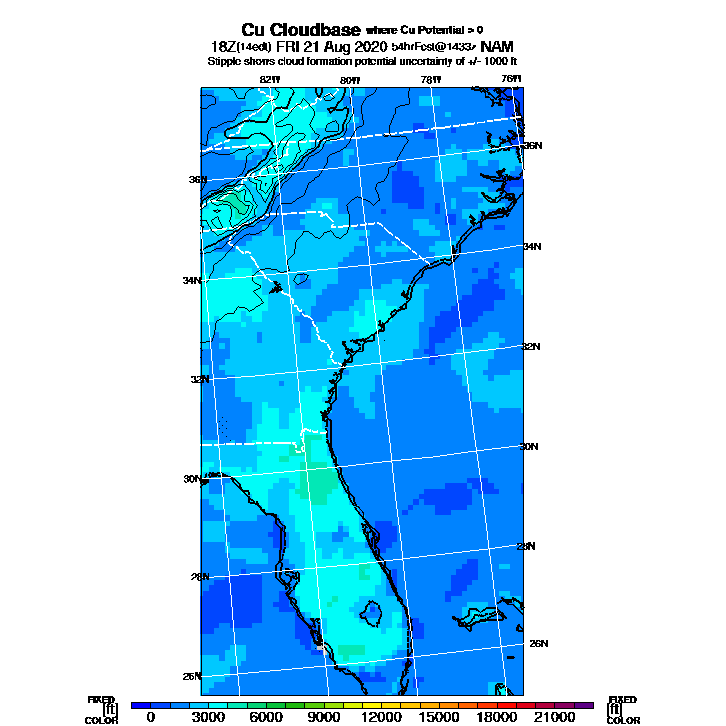 Cu Cloudbase where Cu Potential > 0
18Z(14edt) FRI 21 Aug 2020 54hrFcst@1433z NAM
Stipple shows cloud formation potential uncertainty of +/- 1000 ft
82W 80W 78W 76W
36N 36N
34N 34N
32N 32N
30N 30N
28N 28N
26N 26N
FIXED FIXED
[ft] [ft]
COLOR COLOR
0 3000 6000 9000 12000 15000 18000 21000